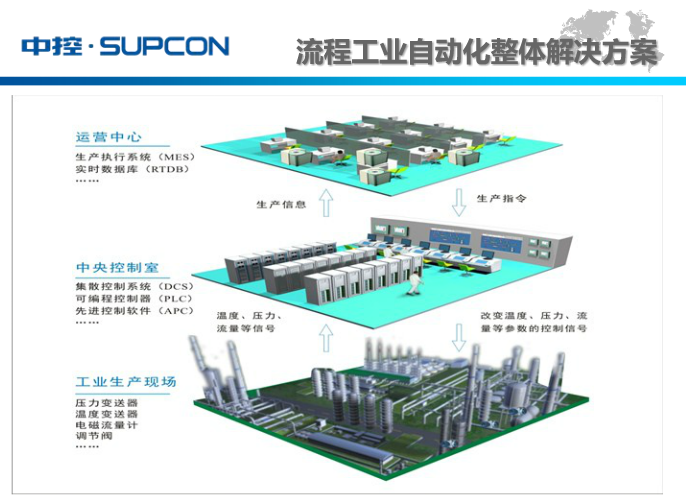 中控·SUPCON
流程工业自动化整体解决方案
运营中心
生产执行系统（MES）
实时数据库（RTDB）
……
生产信息
生产指令
中央控制室
集散控制系统（DCS）
可编程控制器（PLC）
先进控制软件（APC）
……
温度、压力、
流量等信号
改变温度、压力、流
量等参数的控制信号
工业生产现场
压力变送器
温度变送器
电磁流量计
调节阀
……